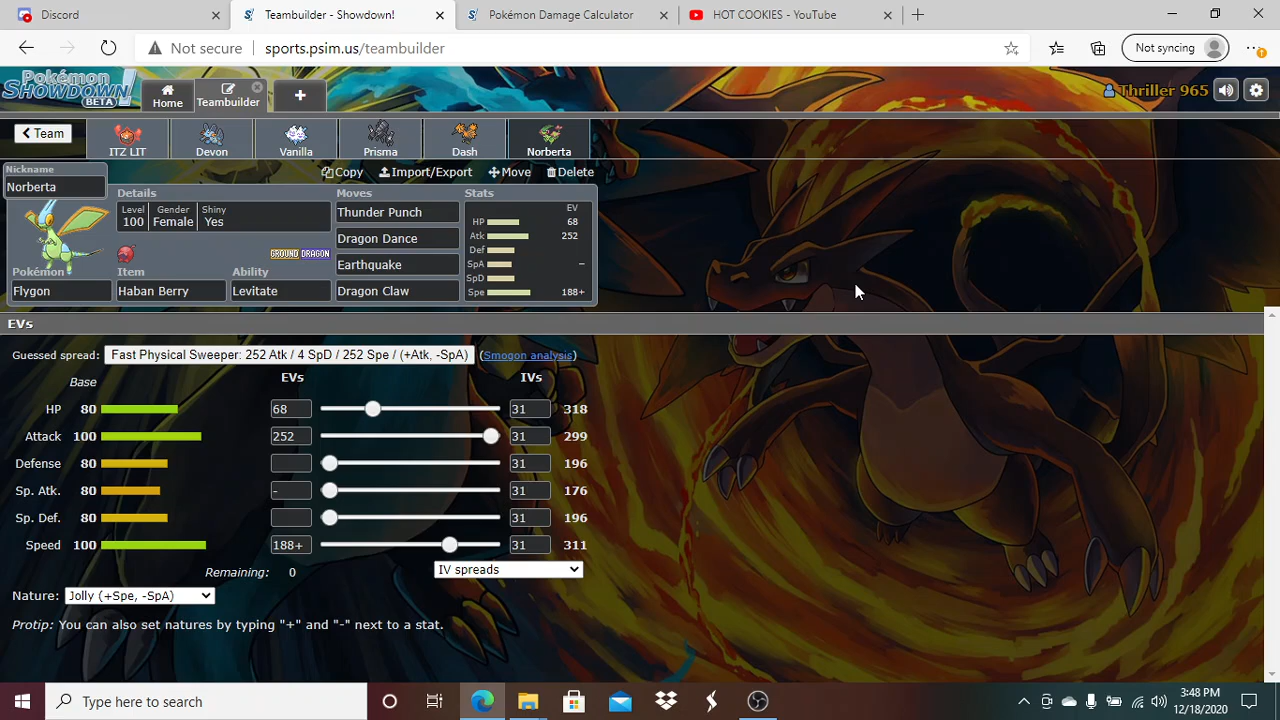 Discord
Teambuilder - Showdown!
Pokémon Damage Calculator
HOT COOKIES - YouTube
Not secure
sports.psim.us/teambuilder
Not syncing
Pokémon
SHOWDOWN!
BETA
Home
Teambuilder
Thriller 965
Team
ITZ LIT
Devon
Vanilla
Prisma
Dash
Norberta
Copy
Import/Export
Move
Delete
Nickname
Norberta
Details
Level
100
Gender
Female
Shiny
Yes
GROUND
DRAGON
Pokémon
Flygon
Item
Haban Berry
Ability
Levitate
Moves
Thunder Punch
Dragon Dance
Earthquake
Dragon Claw
Stats
EV
HP 68
Atk 252
Def
SpA –
SpD
Spe 188+
EVs
Guessed spread: Fast Physical Sweeper: 252 Atk / 4 SpD / 252 Spe / (+Atk, -SpA) (Smogon analysis)
Base EVs IVs
HP 80 68 31 318
Attack 100 252 31 299
Defense 80 31 196
Sp. Atk. 80 - 31 176
Sp. Def. 80 31 196
Speed 100 188+ 31 311
Remaining: 0
IV spreads
Nature: Jolly (+Spe, -SpA)
Protip: You can also set natures by typing "+" and "-" next to a stat.
Type here to search
3:48 PM
12/18/2020